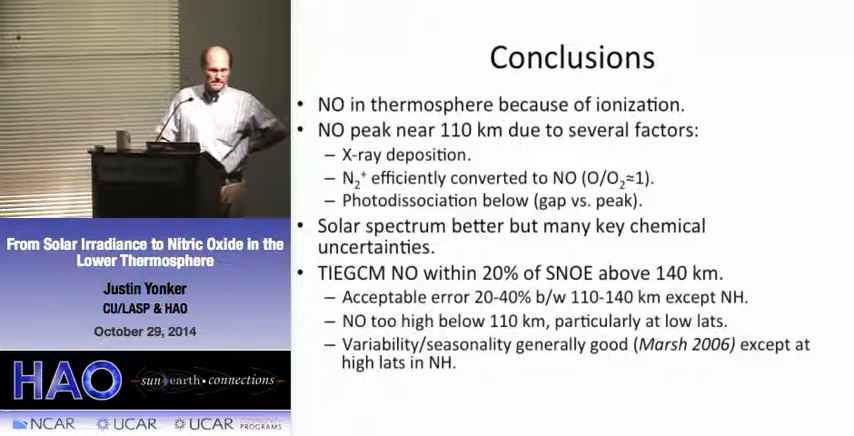 Conclusions
• NO in thermosphere because of ionization.
• NO peak near 110 km due to several factors:
– X-ray deposition.
– N₂⁺ efficiently converted to NO (O/O₂≈1).
– Photodissociation below (gap vs. peak).
• Solar spectrum better but many key chemical
uncertainties.
• TIEGCM NO within 20% of SNOE above 140 km.
– Acceptable error 20-40% b/w 110-140 km except NH.
– NO too high below 110 km, particularly at low lats.
– Variability/seasonality generally good (Marsh 2006) except at
high lats in NH.
From Solar Irradiance to Nitric Oxide in the
Lower Thermosphere
Justin Yonker
CU/LASP & HAO
October 29, 2014
HAO
sun earth • connections
NCAR
UCAR
UCAR
PROGRAMS